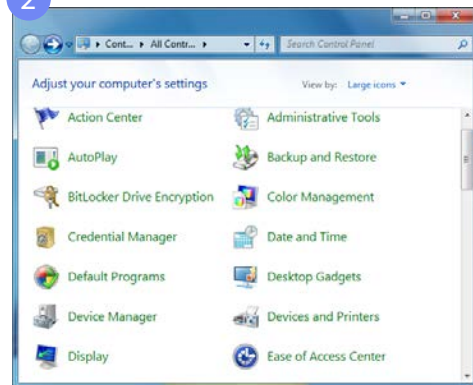 2
Cont... All Contr...
Search Control Panel
Adjust your computer's settings
View by: Large icons
Action Center
Administrative Tools
AutoPlay
Backup and Restore
BitLocker Drive Encryption
Color Management
Credential Manager
Date and Time
Default Programs
Desktop Gadgets
Device Manager
Devices and Printers
Display
Ease of Access Center